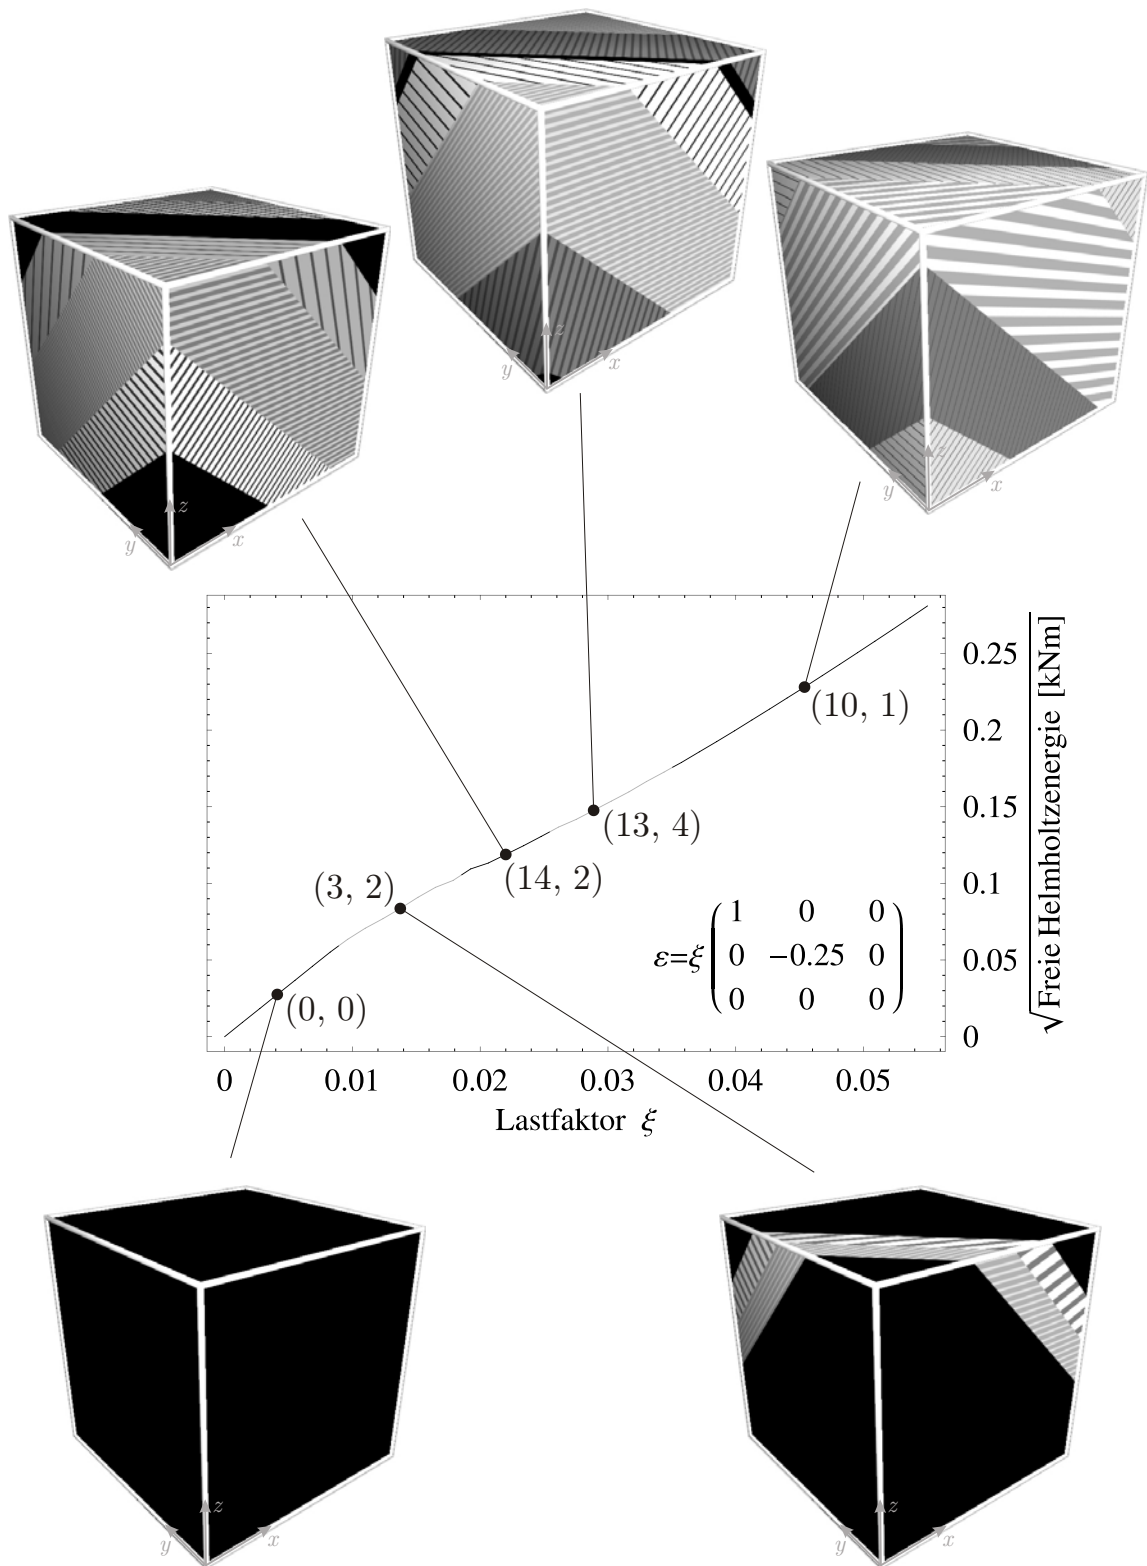 z
y
x
z
y
x
z
y
x
(10, 1)
(13, 4)
(14, 2)
(3, 2)
(0, 0)
ε=ξ
1 0 0
0 −0.25 0
0 0 0
0.25
0.2
0.15
0.1
0.05
0
√Freie Helmholtzenergie [kNm]
0 0.01 0.02 0.03 0.04 0.05
Lastfaktor ξ
z
y
x
z
y
x